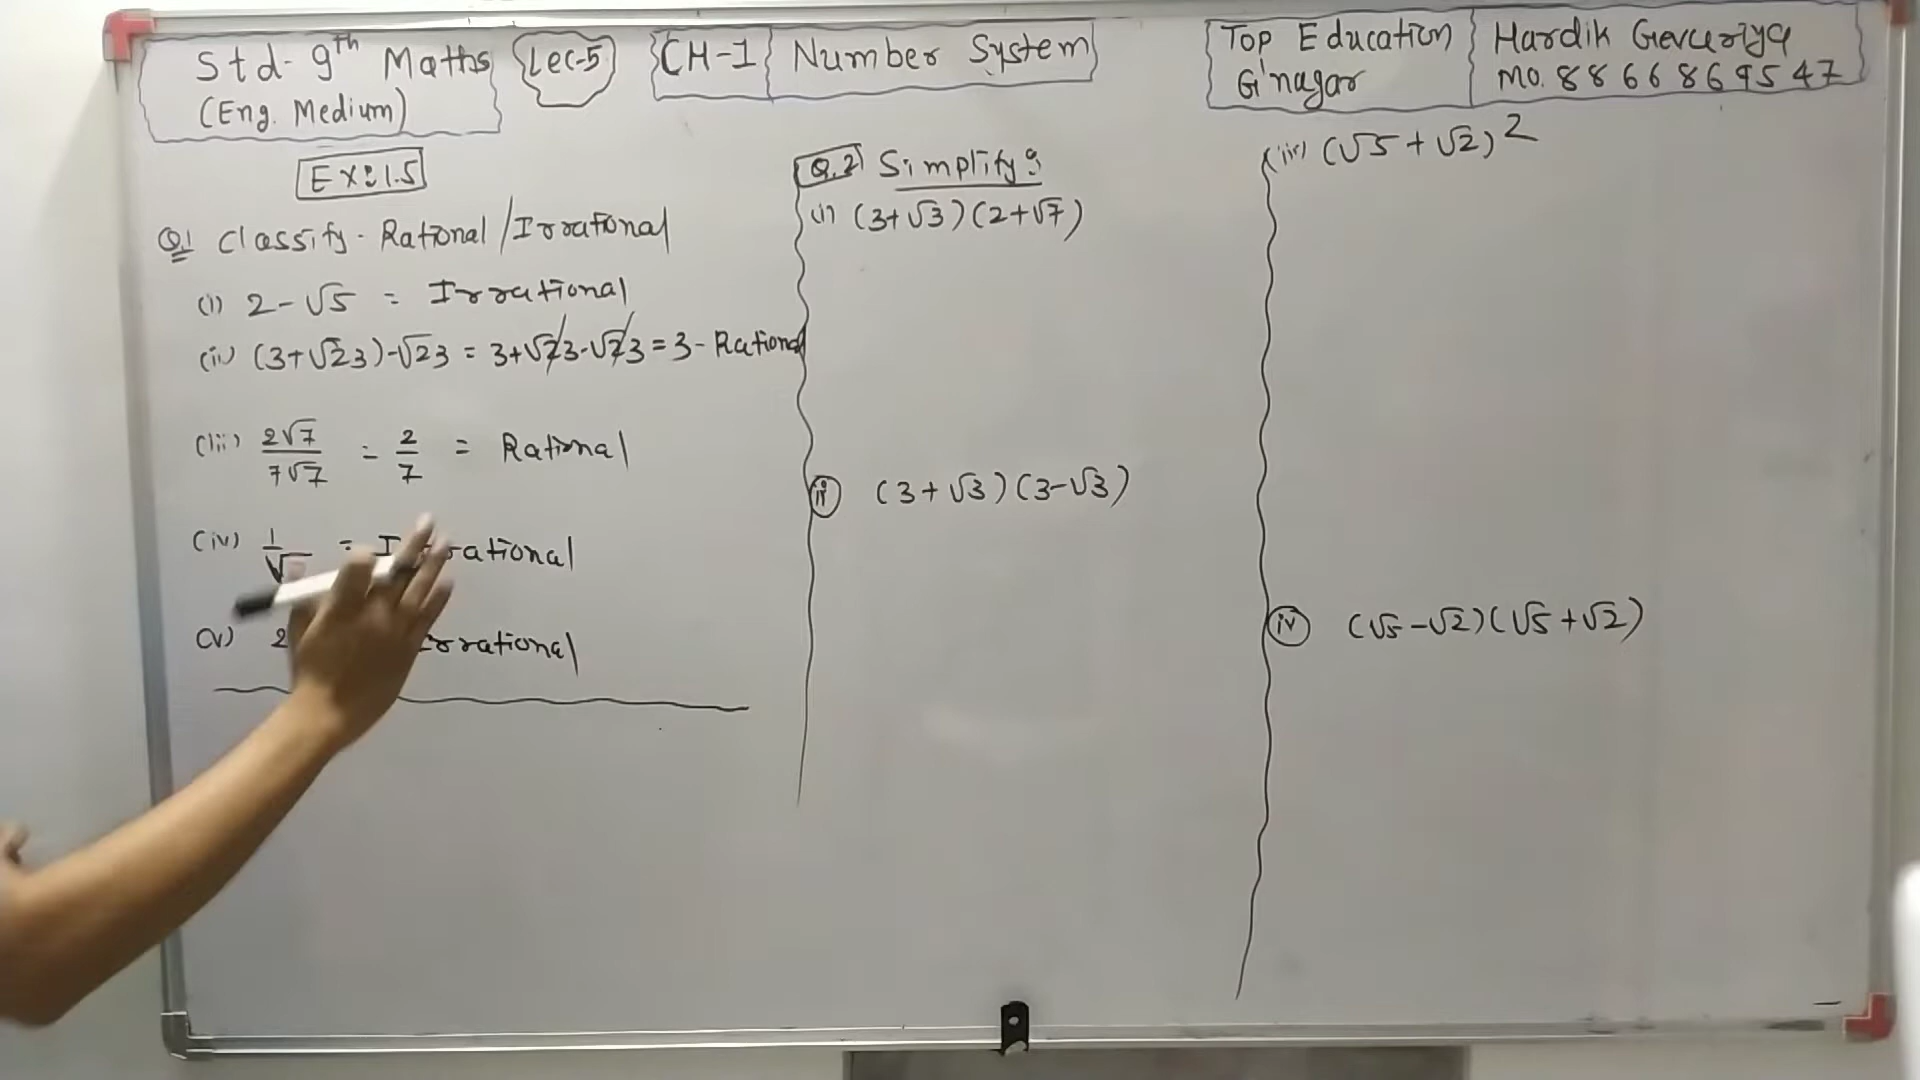 Std- 9th Maths
(Eng. Medium)
Lec-5
CH-1 Number System
Top Education
G'nagar
Hardik Gevariya
Mo. 8866869547
Ex:1.5
Q.1 Classify - Rational/Irrational
(i) 2-√5 = Irrational
(ii) (3+√23)-√23 = 3+√23-√23 = 3 - Rational
(iii) 2√7/7√7 = 2/7 = Rational
(iv) 1/√ = Irrational
(v) 2 Irrational
Q.2 Simplify:
(i) (3+√3)(2+√7)
ii (3+√3)(3-√3)
(iii) (√5+√2)2
iv (√5-√2)(√5+√2)